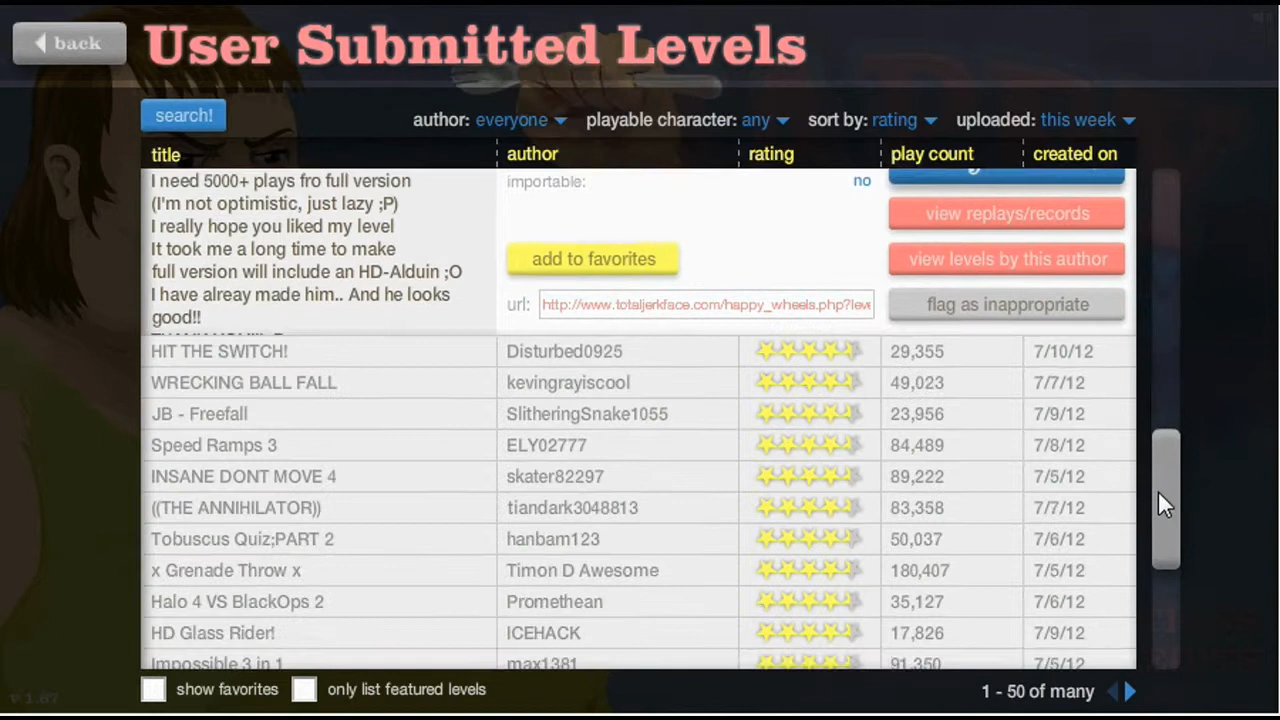 back
User Submitted Levels
search!
author: everyone playable character: any sort by: rating uploaded: this week
title author rating play count created on
I need 5000+ plays fro full version
(I'm not optimistic, just lazy ;P)
I really hope you liked my level
It took me a long time to make
full version will include an HD-Alduin ;O
I have alreay made him.. And he looks
good!!
importable: no
add to favorites
url: http://www.totaljerkface.com/happy_wheels.php?leve
view replays/records
view levels by this author
flag as inappropriate
HIT THE SWITCH! Disturbed0925 29,355 7/10/12
WRECKING BALL FALL kevingrayiscool 49,023 7/7/12
JB - Freefall SlitheringSnake1055 23,956 7/9/12
Speed Ramps 3 ELY02777 84,489 7/8/12
INSANE DONT MOVE 4 skater82297 89,222 7/5/12
((THE ANNIHILATOR)) tiandark3048813 83,358 7/7/12
Tobuscus Quiz;PART 2 hanbam123 50,037 7/6/12
x Grenade Throw x Timon D Awesome 180,407 7/5/12
Halo 4 VS BlackOps 2 Promethean 35,127 7/6/12
HD Glass Rider! ICEHACK 17,826 7/9/12
Impossible 3 in 1 max1381 91,350 7/5/12
show favorites only list featured levels 1 - 50 of many
v 1.67